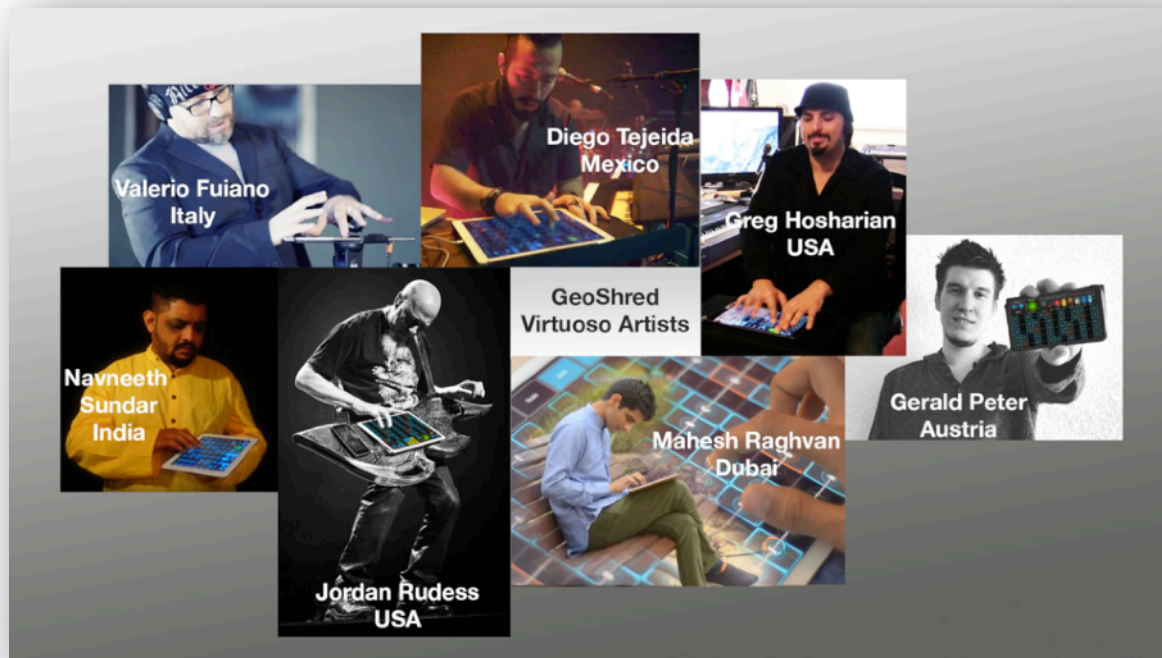 Valerio Fuiano
Italy
Diego Tejeida
Mexico
Greg Hosharian
USA
Navneeth
Sundar
India
GeoShred
Virtuoso Artists
Gerald Peter
Austria
Mahesh Raghvan
Dubai
Jordan Rudess
USA